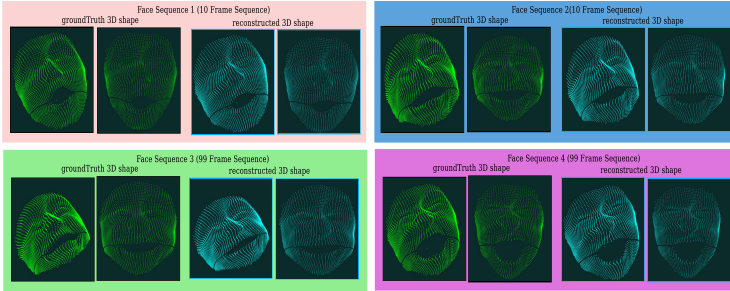 Face Sequence 1 (10 Frame Sequence)
groundTruth 3D shape
reconstructed 3D shape
Face Sequence 2(10 Frame Sequence)
groundTruth 3D shape
reconstructed 3D shape
Face Sequence 3 (99 Frame Sequence)
groundTruth 3D shape
reconstructed 3D shape
Face Sequence 4 (99 Frame Sequence)
groundTruth 3D shape
reconstructed 3D shape